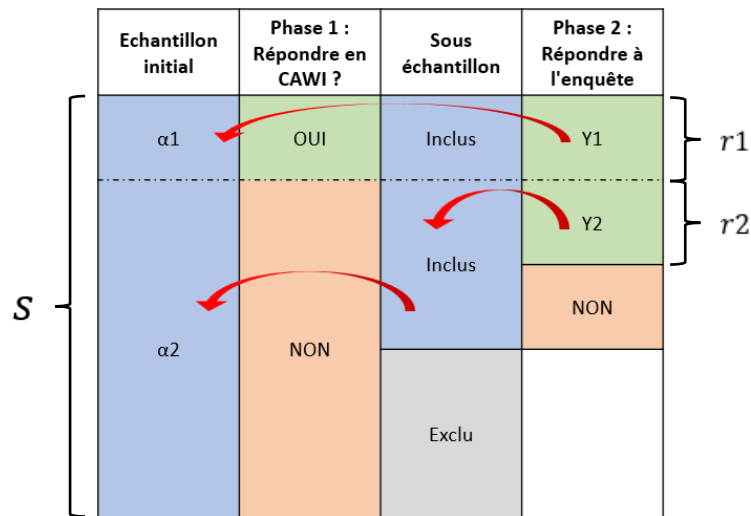 Echantillon
initial
Phase 1 :
Répondre en
CAWI ?
Sous
échantillon
Phase 2 :
Répondre à
l'enquête
α1
OUI
Inclus
Y1
r1
Y2
r2
Inclus
S
NON
α2
NON
Exclu